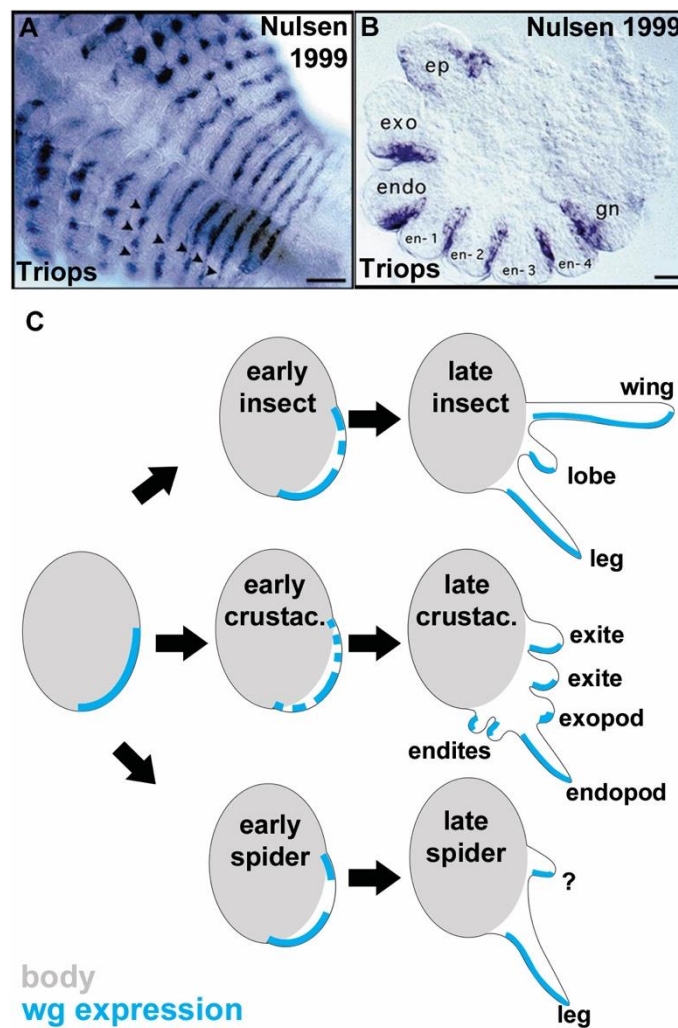 A
Nulsen
1999
Triops
B
Nulsen 1999
ep
exo
endo
en-1
en-2
en-3
en-4
gn
Triops
C
early
insect
late
insect
wing
lobe
leg
early
crustac.
late
crustac.
exite
exite
exopod
endites
endopod
early
spider
late
spider
?
leg
body
wg expression